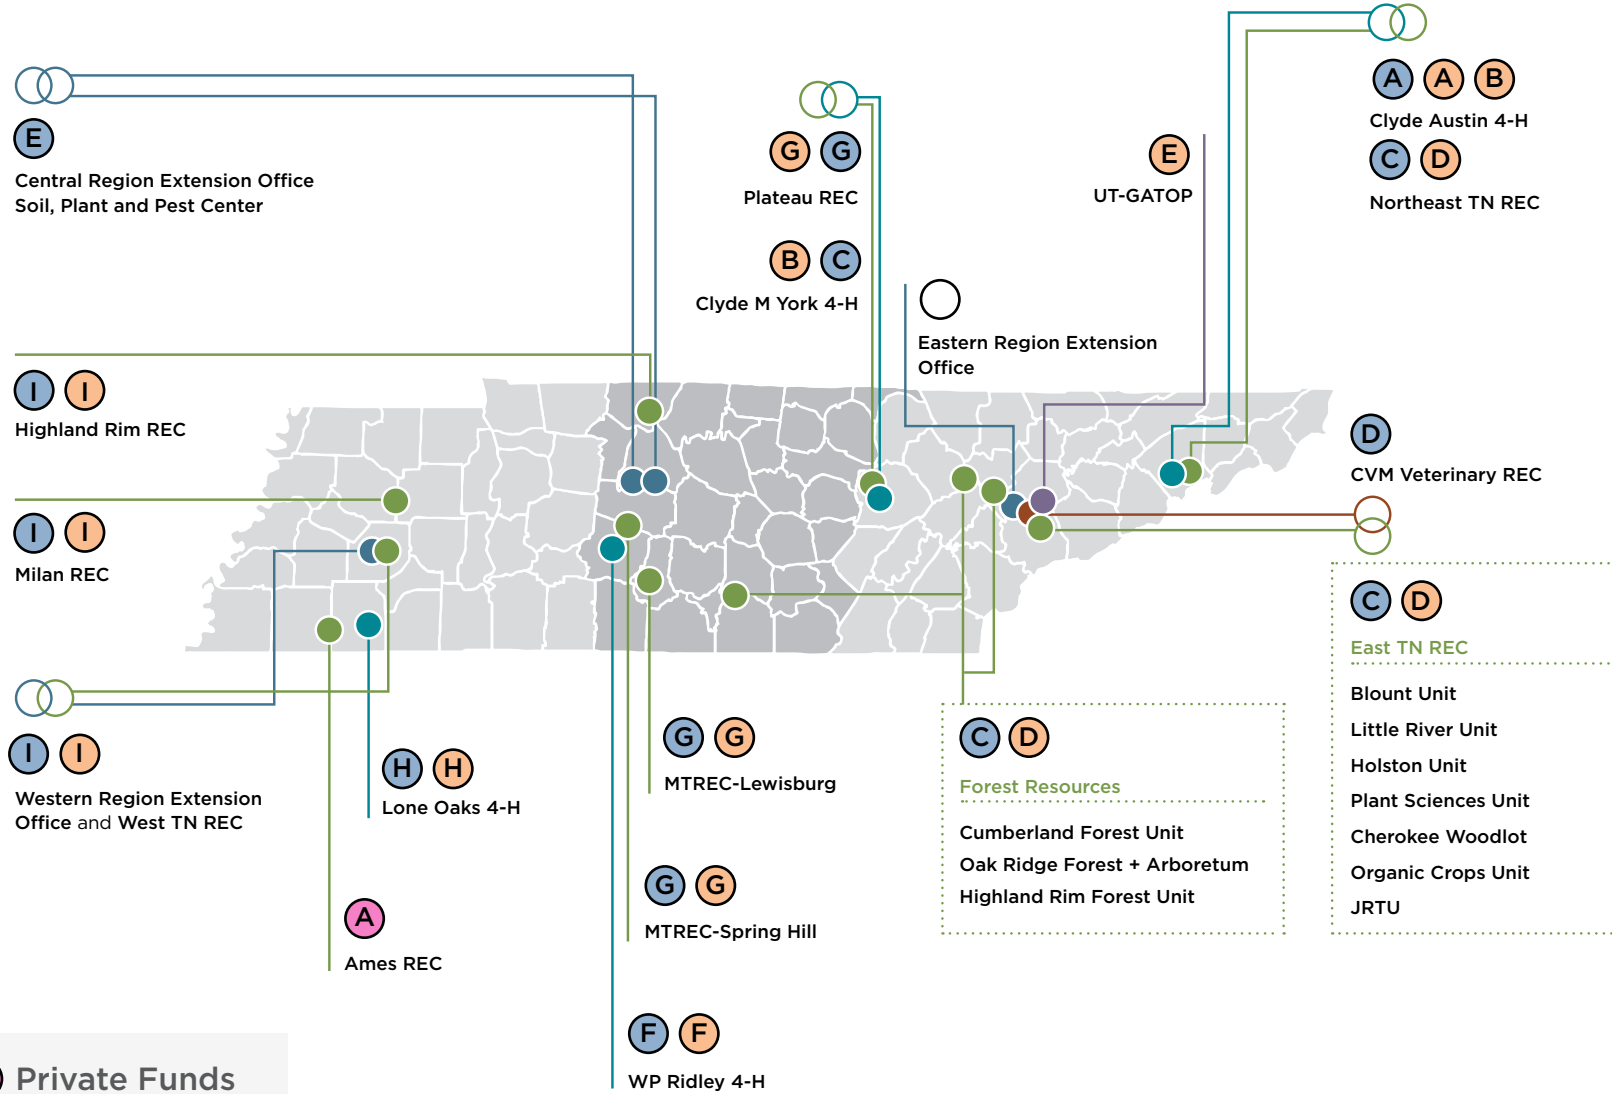 E
Central Region Extension Office
Soil, Plant and Pest Center
G G
Plateau REC
B C
Clyde M York 4-H
E
UT-GATOP
A A B
Clyde Austin 4-H
C D
Northeast TN REC
Eastern Region Extension
Office
I I
Highland Rim REC
D
CVM Veterinary REC
I I
Milan REC
C D
East TN REC
Blount Unit
Little River Unit
Holston Unit
Plant Sciences Unit
Cherokee Woodlot
Organic Crops Unit
JRTU
I I
Western Region Extension
Office and West TN REC
H H
Lone Oaks 4-H
G G
MTREC-Lewisburg
C D
Forest Resources
Cumberland Forest Unit
Oak Ridge Forest + Arboretum
Highland Rim Forest Unit
G G
MTREC-Spring Hill
A
Ames REC
F F
WP Ridley 4-H
Private Funds